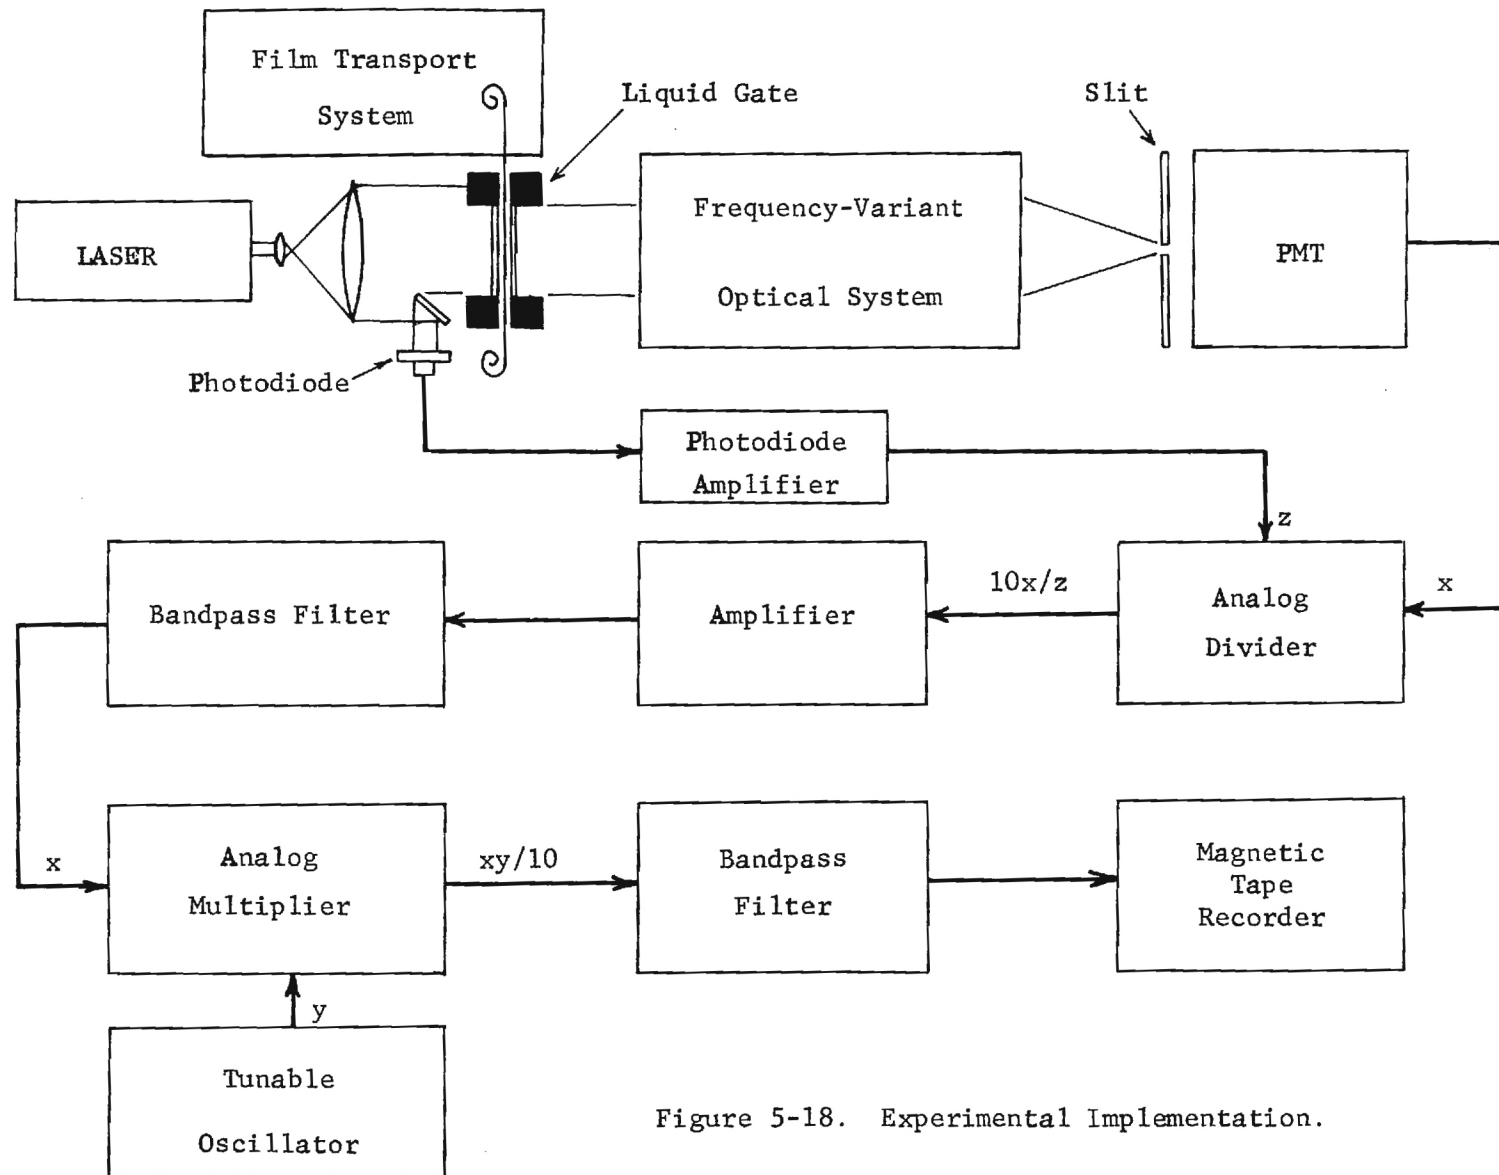 Film Transport
System
Liquid Gate
Slit
LASER
Frequency-Variant
Optical System
PMT
Photodiode
Photodiode
Amplifier
z
Bandpass Filter
Amplifier
10x/z
Analog
Divider
x
x
Analog
Multiplier
xy/10
Bandpass
Filter
Magnetic
Tape
Recorder
y
Tunable
Oscillator
Figure 5-18. Experimental Implementation.